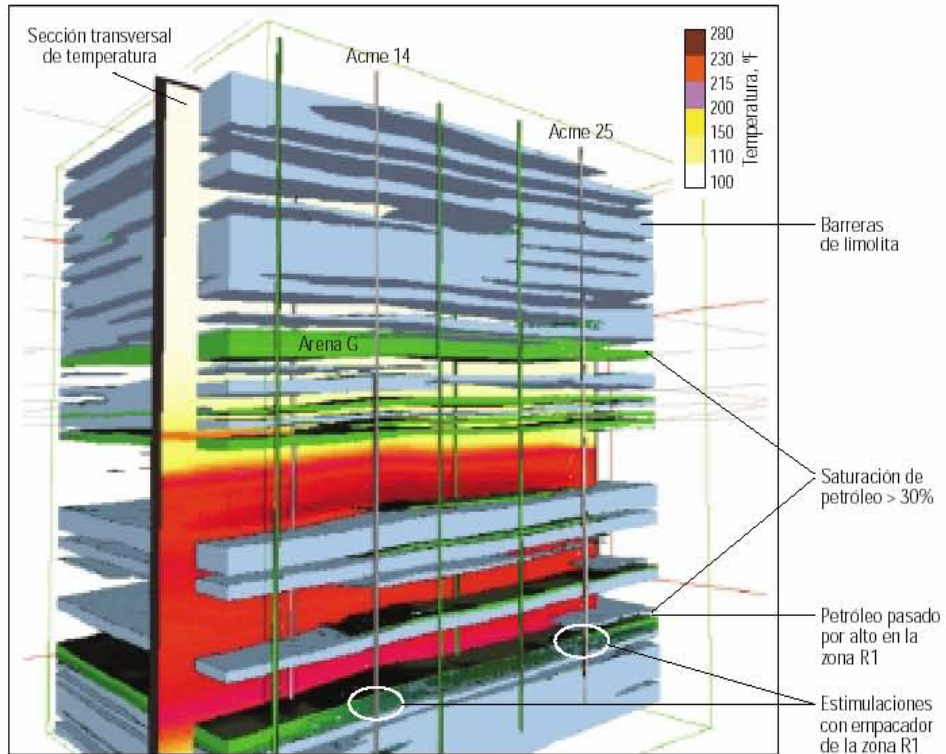 Sección transversal
de temperatura
Acme 14
Acme 25
280
230
215
200
150
110
100
Temperatura, ºF
Barreras
de limolita
Arena G
Saturación de
petróleo > 30%
Petróleo pasado
por alto en la
zona R1
Estimulaciones
con empacador
de la zona R1